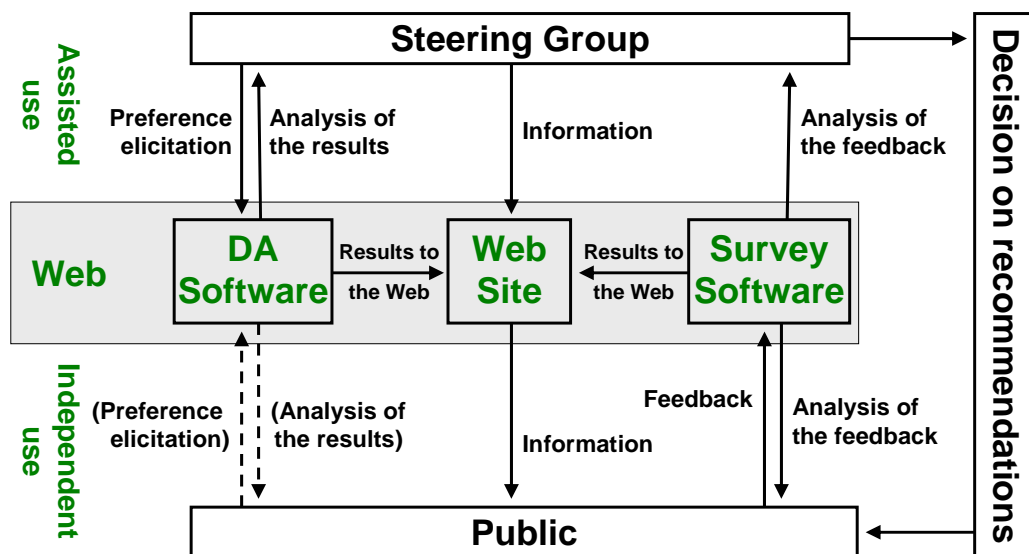 Steering Group
Assisted
use
Preference
elicitation
Analysis of
the results
Information
Analysis of
the feedback
Decision on recommendations
Web
DA
Software
Results to
the Web
Web
Site
Results to
the Web
Survey
Software
Independent
use
(Preference
elicitation)
(Analysis of
the results)
Information
Feedback
Analysis of
the feedback
Public